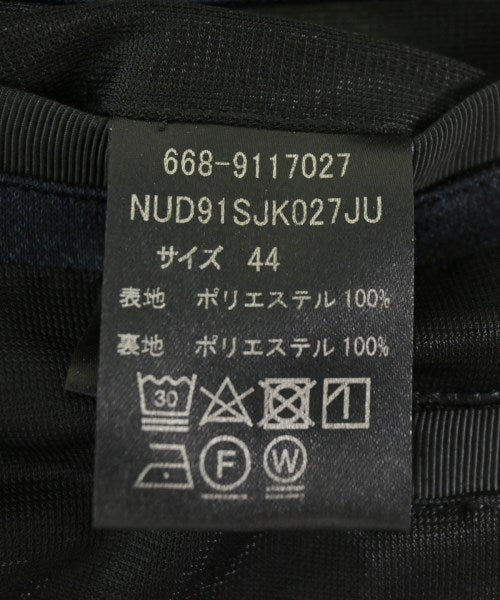 668-9117027
NUD91SJK027JU
サイズ 44
表地 ポリエステル 100%
裏地 ポリエステル 100%
30
F W